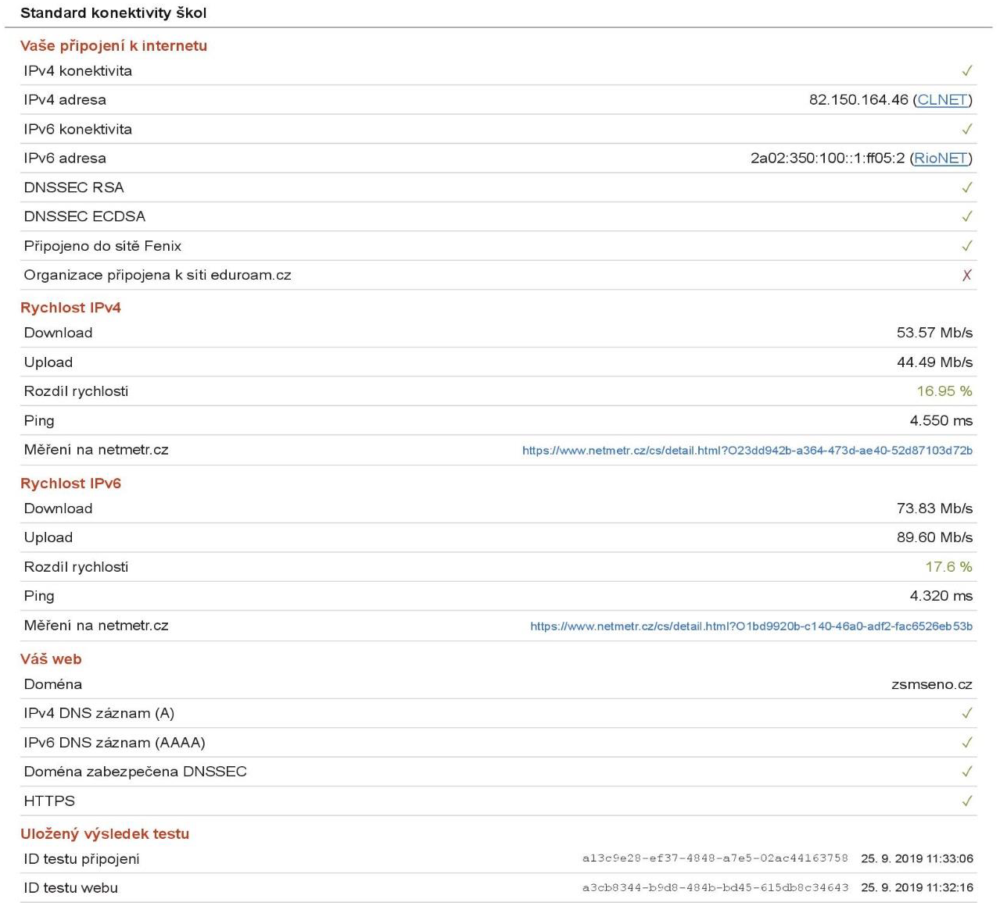 Standard konektivity škol
Vaše připojení k internetu
IPv4 konektivita ✓
IPv4 adresa 82.150.164.46 (CLNET)
IPv6 konektivita ✓
IPv6 adresa 2a02:350:100::1:ff05:2 (RioNET)
DNSSEC RSA ✓
DNSSEC ECDSA ✓
Připojeno do sítě Fenix ✓
Organizace připojena k síti eduroam.cz ✗
Rychlost IPv4
Download 53.57 Mb/s
Upload 44.49 Mb/s
Rozdíl rychlosti 16.95 %
Ping 4.550 ms
Měření na netmetr.cz https://www.netmetr.cz/cs/detail.html?O23dd942b-a364-473d-ae40-52d87103d72b
Rychlost IPv6
Download 73.83 Mb/s
Upload 89.60 Mb/s
Rozdíl rychlosti 17.6 %
Ping 4.320 ms
Měření na netmetr.cz https://www.netmetr.cz/cs/detail.html?O1bd9920b-c140-46a0-adf2-fac6526eb53b
Váš web
Doména zsmseno.cz
IPv4 DNS záznam (A) ✓
IPv6 DNS záznam (AAAA) ✓
Doména zabezpečena DNSSEC ✓
HTTPS ✓
Uložený výsledek testu
ID testu připojení a13c9e28-ef37-4848-a7e5-02ac44163758 25. 9. 2019 11:33:06
ID testu webu a3cb8344-b9d8-484b-bd45-615db8c34643 25. 9. 2019 11:32:16